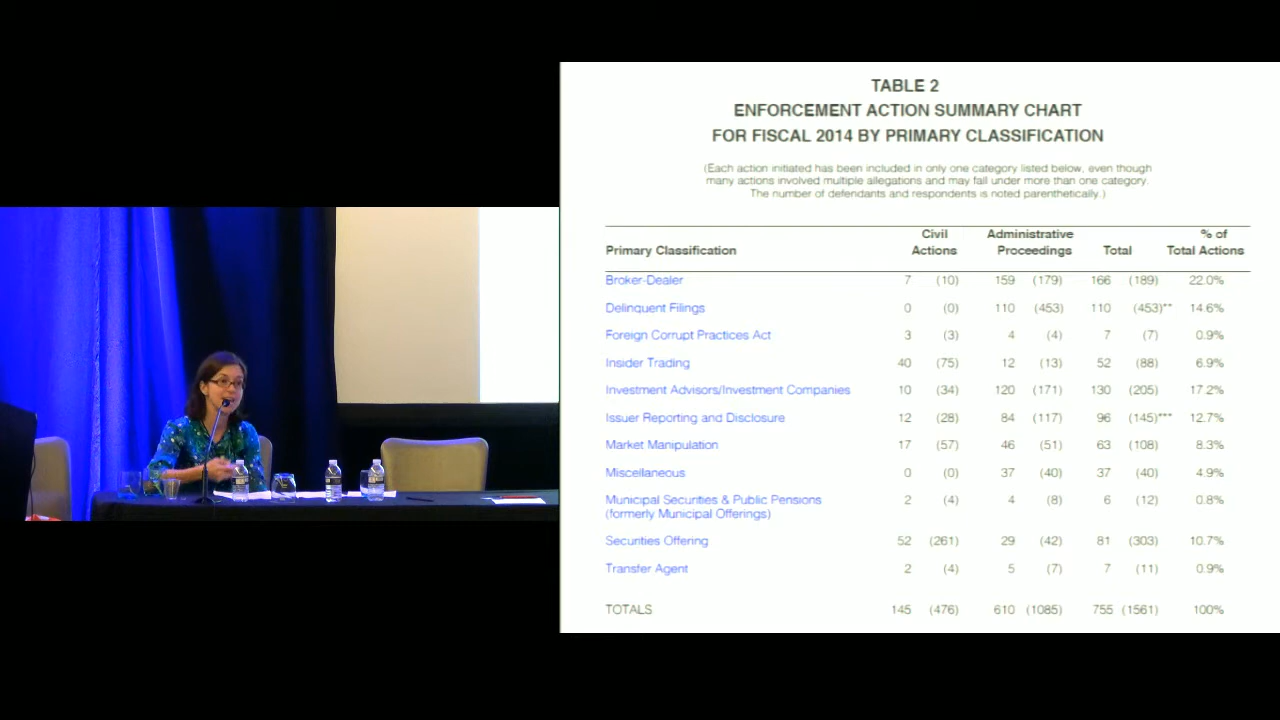 TABLE 2
ENFORCEMENT ACTION SUMMARY CHART
FOR FISCAL 2014 BY PRIMARY CLASSIFICATION
(Each action initiated has been included in only one category listed below, even though
many actions involved multiple allegations and may fall under more than one category.
The number of defendants and respondents is noted parenthetically.)
Civil Administrative % of
Primary Classification Actions Proceedings Total Total Actions
Broker-Dealer 7 (10) 159 (179) 166 (189) 22.0%
Delinquent Filings 0 (0) 110 (453) 110 (453)** 14.6%
Foreign Corrupt Practices Act 3 (3) 4 (4) 7 (7) 0.9%
Insider Trading 40 (75) 12 (13) 52 (88) 6.9%
Investment Advisors/Investment Companies 10 (34) 120 (171) 130 (205) 17.2%
Issuer Reporting and Disclosure 12 (28) 84 (117) 96 (145)*** 12.7%
Market Manipulation 17 (57) 46 (51) 63 (108) 8.3%
Miscellaneous 0 (0) 37 (40) 37 (40) 4.9%
Municipal Securities & Public Pensions 2 (4) 4 (8) 6 (12) 0.8%
(formerly Municipal Offerings)
Securities Offering 52 (261) 29 (42) 81 (303) 10.7%
Transfer Agent 2 (4) 5 (7) 7 (11) 0.9%
TOTALS 145 (476) 610 (1085) 755 (1561) 100%